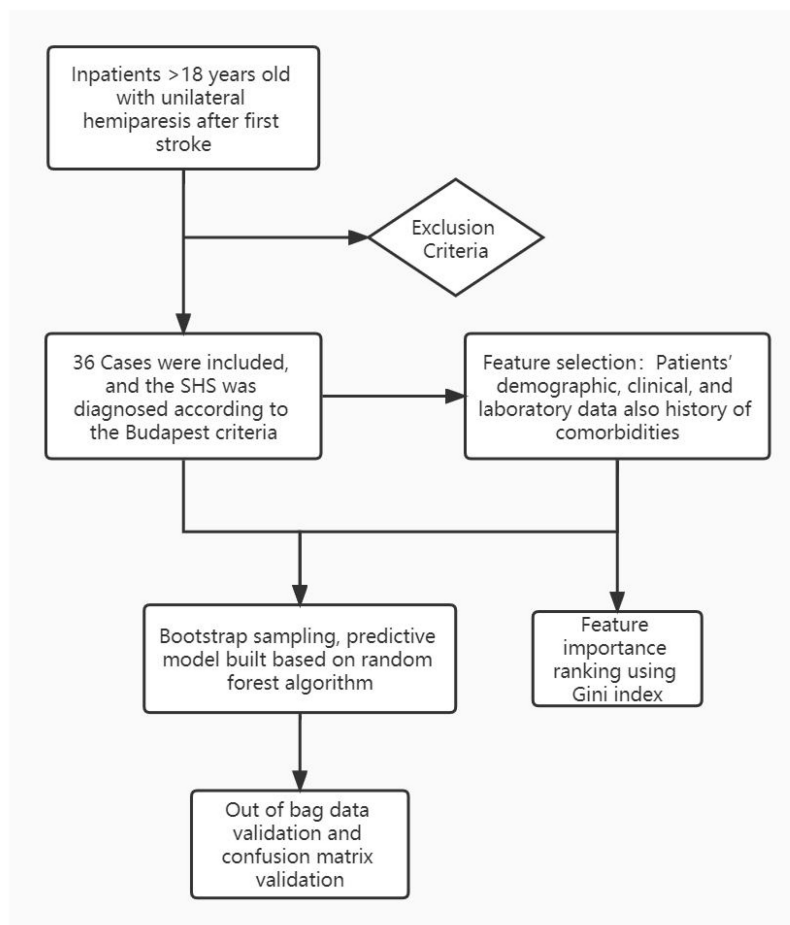 Inpatients >18 years old
with unilateral
hemiparesis after first
stroke
Exclusion
Criteria
36 Cases were included,
and the SHS was
diagnosed according to
the Budapest criteria
Feature selection：Patients’
demographic, clinical, and
laboratory data also history of
comorbidities
Bootstrap sampling, predictive
model built based on random
forest algorithm
Feature
importance
ranking using
Gini index
Out of bag data
validation and
confusion matrix
validation